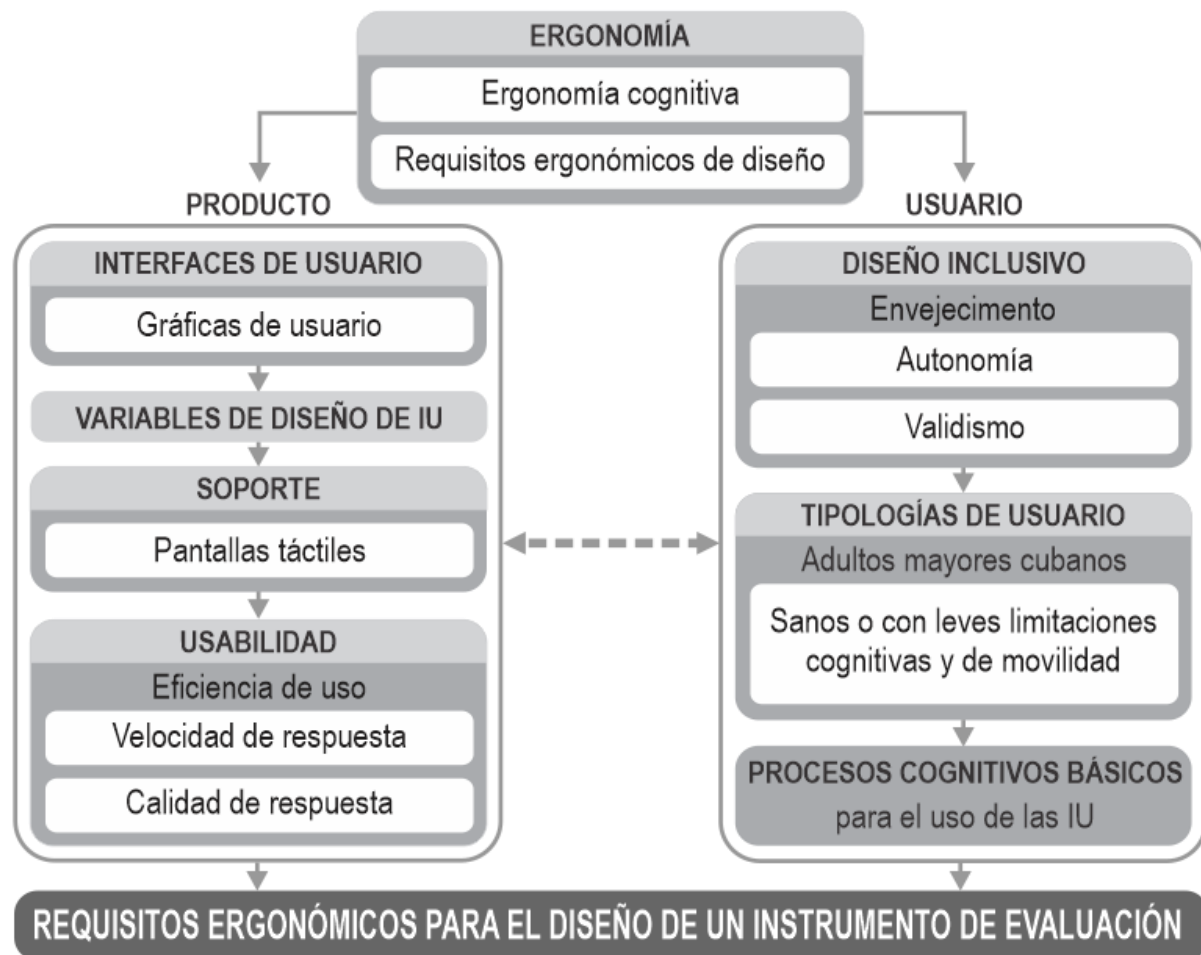 ERGONOMÍA
Ergonomía cognitiva
Requisitos ergonómicos de diseño
PRODUCTO
INTERFACES DE USUARIO
Gráficas de usuario
VARIABLES DE DISEÑO DE IU
SOPORTE
Pantallas táctiles
USABILIDAD
Eficiencia de uso
Velocidad de respuesta
Calidad de respuesta
USUARIO
DISEÑO INCLUSIVO
Envejecimento
Autonomía
Validismo
TIPOLOGÍAS DE USUARIO
Adultos mayores cubanos
Sanos o con leves limitaciones
cognitivas y de movilidad
PROCESOS COGNITIVOS BÁSICOS
para el uso de las IU
REQUISITOS ERGONÓMICOS PARA EL DISEÑO DE UN INSTRUMENTO DE EVALUACIÓN